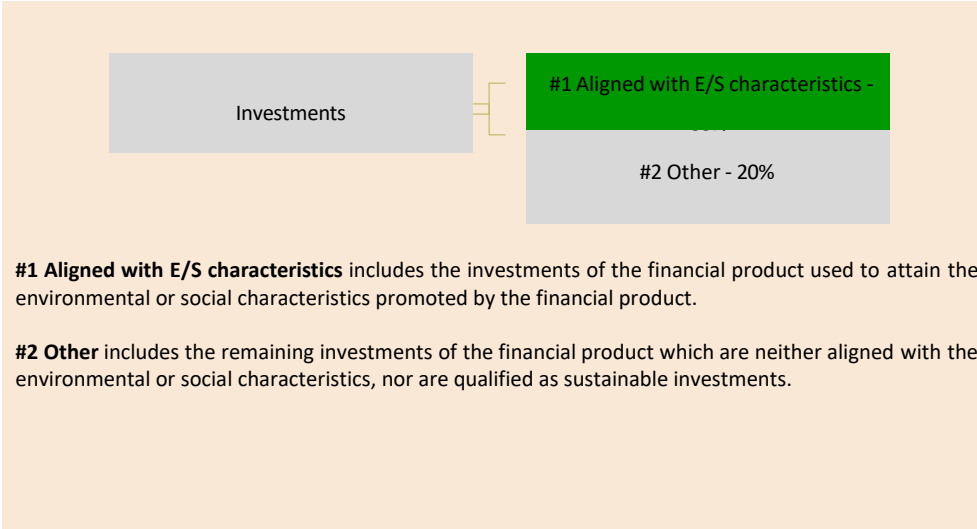 Investments
#1 Aligned with E/S characteristics -
#2 Other - 20%
#1 Aligned with E/S characteristics includes the investments of the financial product used to attain the
environmental or social characteristics promoted by the financial product.
#2 Other includes the remaining investments of the financial product which are neither aligned with the
environmental or social characteristics, nor are qualified as sustainable investments.